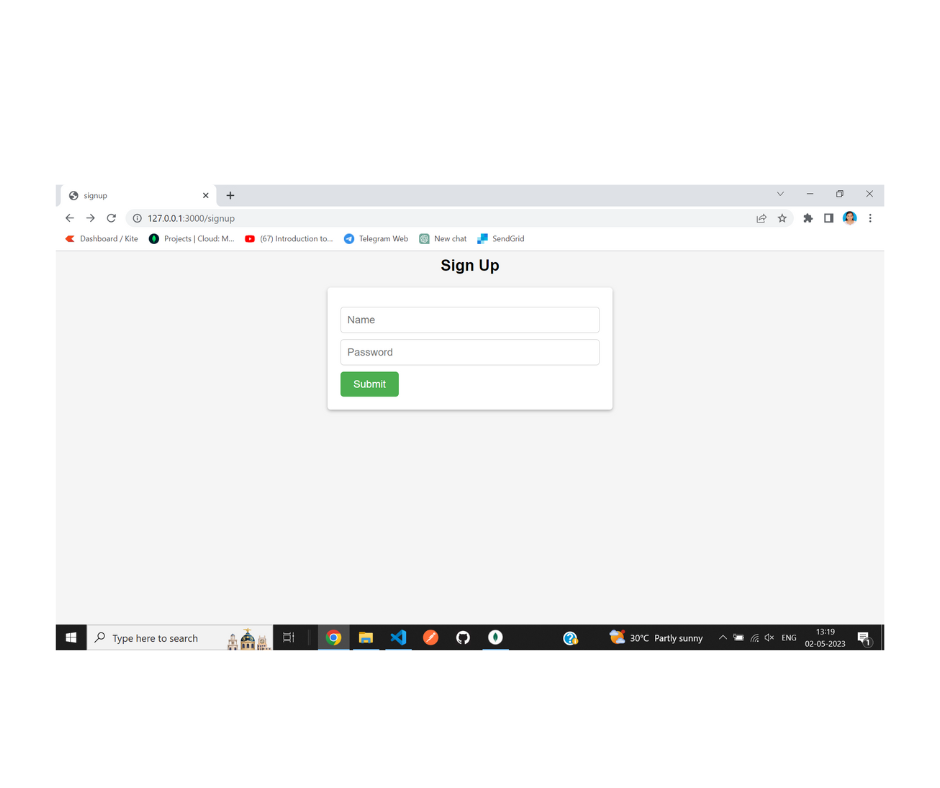 signup
127.0.0.1:3000/signup
Dashboard / Kite
Projects | Cloud: M...
(67) Introduction to...
Telegram Web
New chat
SendGrid
Sign Up
Name
Password
Submit
Type here to search
30°C Partly sunny
ENG
13:19
02-05-2023
1